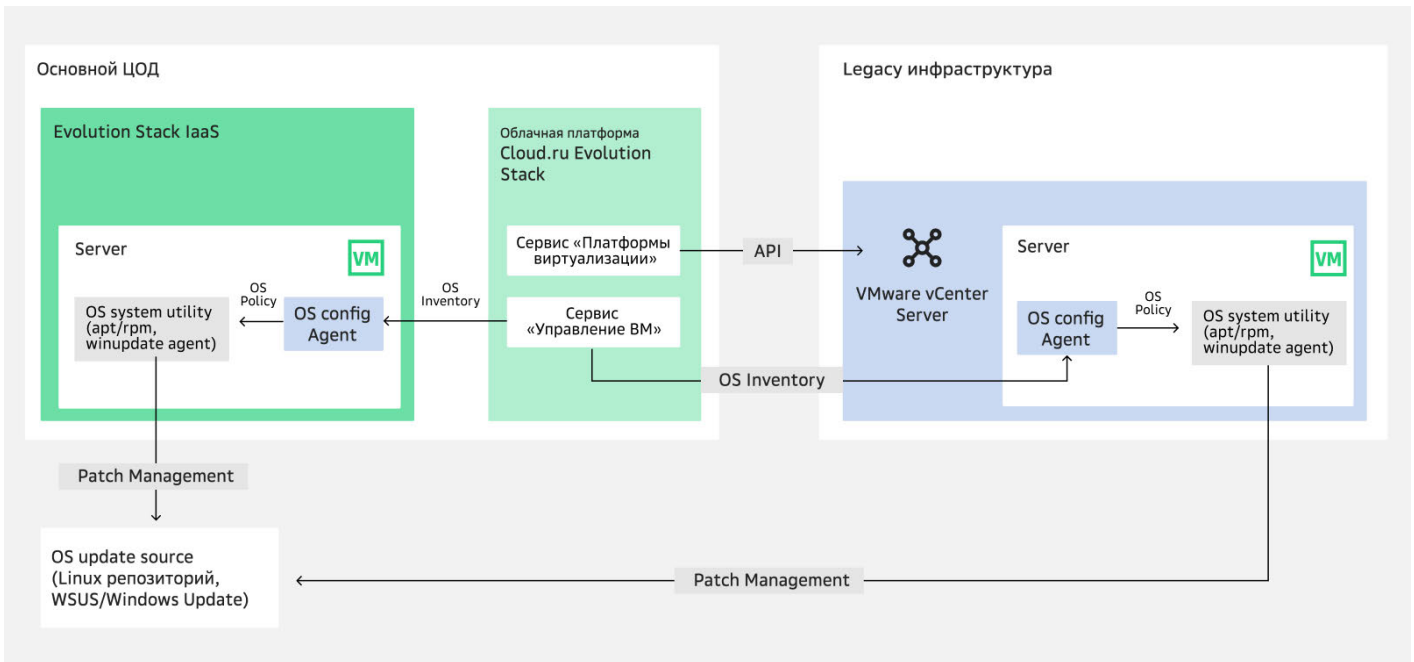 Основной ЦОД
Evolution Stack IaaS
Server
VM
OS system utility
(apt/rpm,
winupdate agent)
OS
Policy
OS config
Agent
OS
Inventory
Облачная платформа
Cloud.ru Evolution
Stack
Сервис «Платформы
виртуализации»
Сервис
«Управление ВМ»
API
OS Inventory
Legacy инфраструктура
VMware vCenter
Server
Server
VM
OS config
Agent
OS
Policy
OS system utility
(apt/rpm,
winupdate agent)
Patch Management
OS update source
(Linux репозиторий,
WSUS/Windows Update)
Patch Management